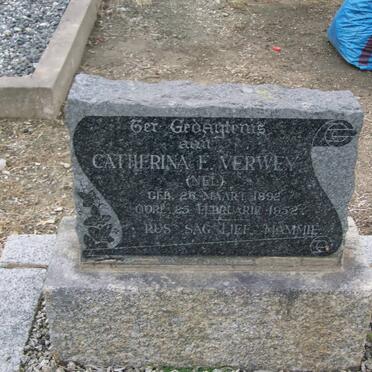 Ter Gedagtenis
aan
CATHERINA E. VERWEY
(NEL)
GEB. 26 MAART 1892
OORL. 25 FEBRUARIE 1952
RUS SAG LIEF MAMMIE